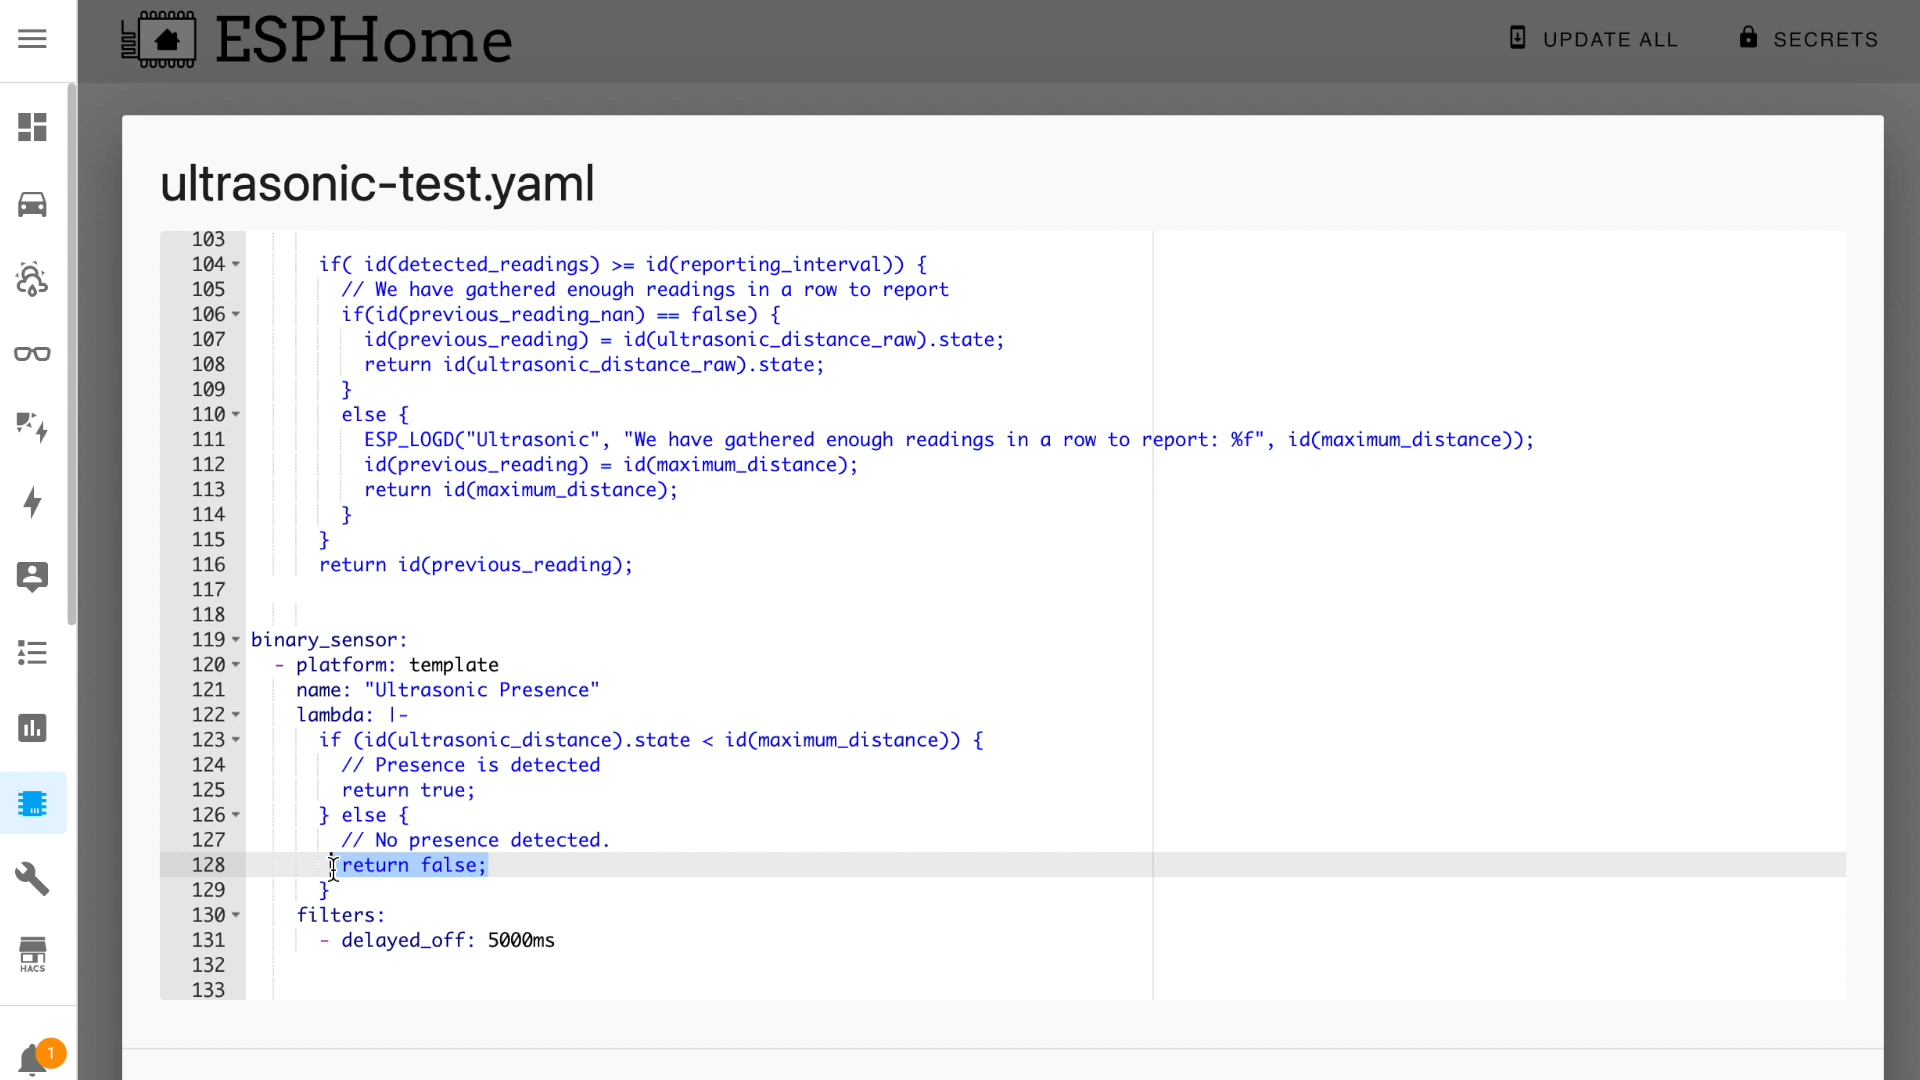 ESPHome
UPDATE ALL
SECRETS
ultrasonic-test.yaml
103
104 if( id(detected_readings) >= id(reporting_interval)) {
105 // We have gathered enough readings in a row to report
106 if(id(previous_reading_nan) == false) {
107 id(previous_reading) = id(ultrasonic_distance_raw).state;
108 return id(ultrasonic_distance_raw).state;
109 }
110 else {
111 ESP_LOGD("Ultrasonic", "We have gathered enough readings in a row to report: %f", id(maximum_distance));
112 id(previous_reading) = id(maximum_distance);
113 return id(maximum_distance);
114 }
115 }
116 return id(previous_reading);
117
118
119 binary_sensor:
120 - platform: template
121 name: "Ultrasonic Presence"
122 lambda: |-
123 if (id(ultrasonic_distance).state < id(maximum_distance)) {
124 // Presence is detected
125 return true;
126 } else {
127 // No presence detected.
128 return false;
129 }
130 filters:
131 - delayed_off: 5000ms
132
133
HACS
1